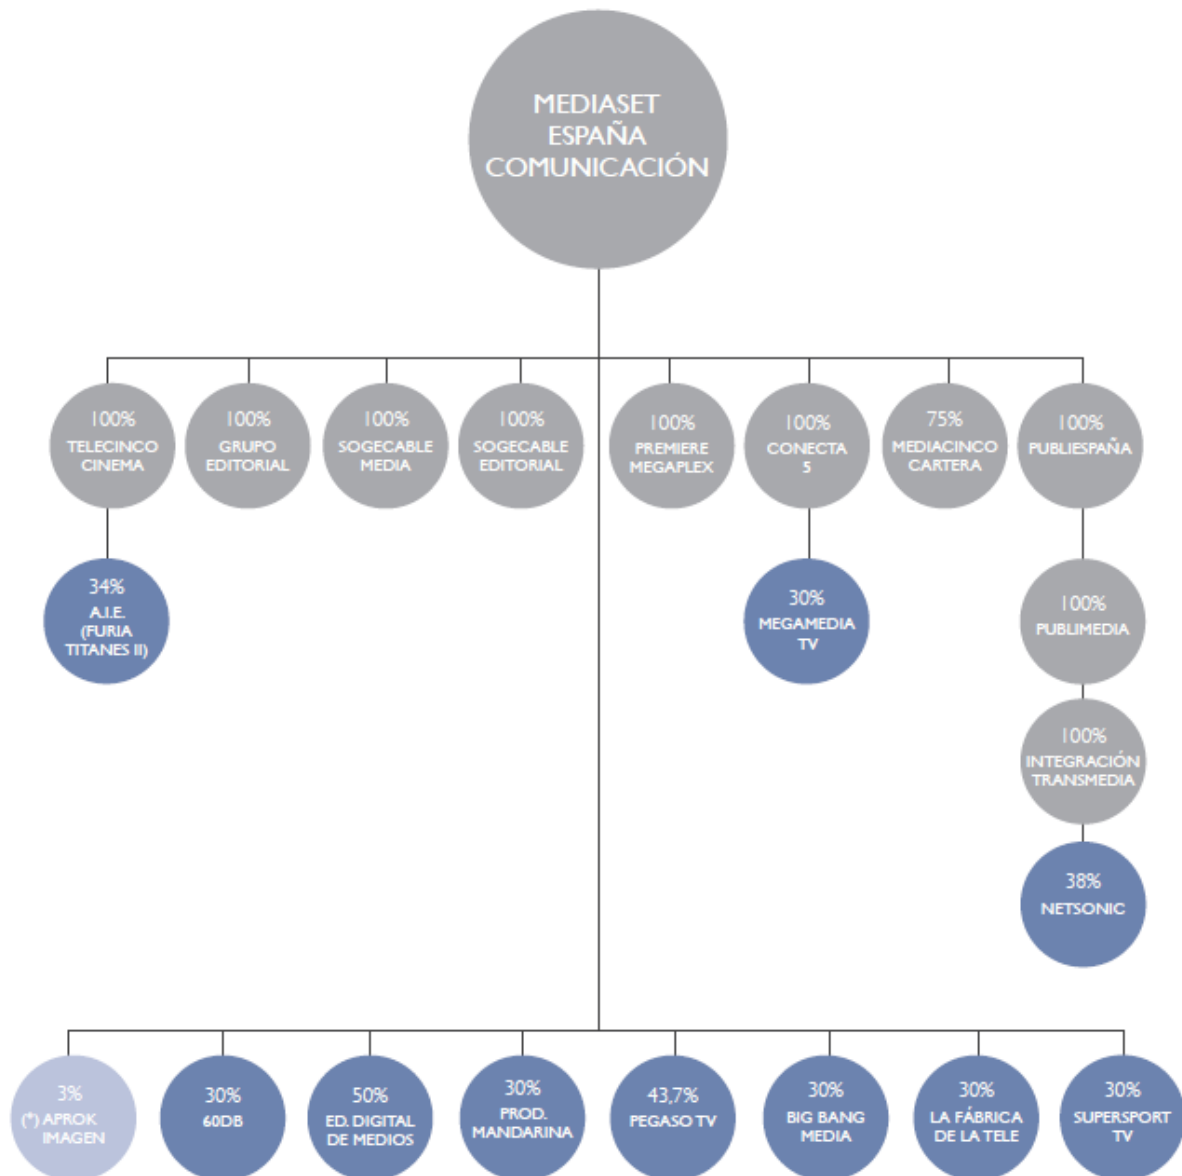 MEDIASET
ESPAÑA
COMUNICACIÓN
100%
TELECINCO
CINEMA
100%
GRUPO
EDITORIAL
100%
SOGECABLE
MEDIA
100%
SOGECABLE
EDITORIAL
100%
PREMIERE
MEGAPLEX
100%
CONECTA
5
75%
MEDIACINCO
CARTERA
100%
PUBLIESPAÑA
34%
A.I.E.
(FURIA
TITANES II)
30%
MEGAMEDIA
TV
100%
PUBLIMEDIA
100%
INTEGRACIÓN
TRANSMEDIA
38%
NETSONIC
3%
(*) APROK
IMAGEN
30%
60DB
50%
ED. DIGITAL
DE MEDIOS
30%
PROD.
MANDARINA
43,7%
PEGASO TV
30%
BIG BANG
MEDIA
30%
LA FÁBRICA
DE LA TELE
30%
SUPERSPORT
TV